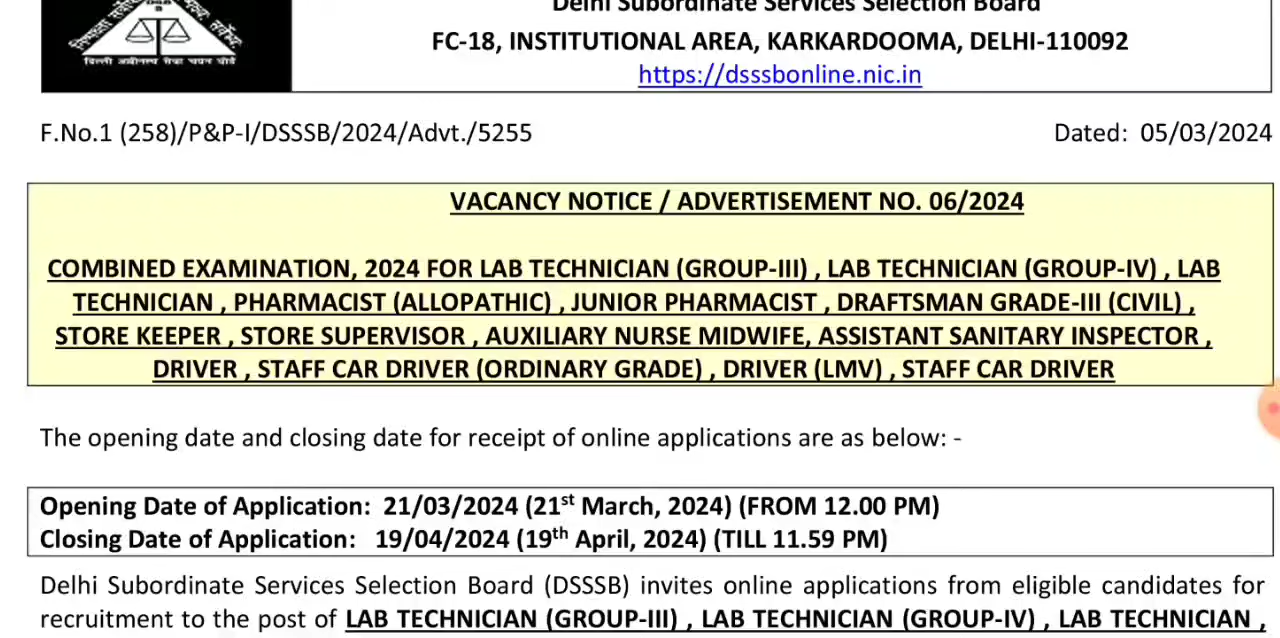 दिल्ली अधीनस्थ सेवा चयन बोर्ड
Delhi Subordinate Services Selection Board
FC-18, INSTITUTIONAL AREA, KARKARDOOMA, DELHI-110092
https://dsssbonline.nic.in
F.No.1 (258)/P&P-I/DSSSB/2024/Advt./5255 Dated: 05/03/2024
VACANCY NOTICE / ADVERTISEMENT NO. 06/2024
COMBINED EXAMINATION, 2024 FOR LAB TECHNICIAN (GROUP-III) , LAB TECHNICIAN (GROUP-IV) , LAB
TECHNICIAN , PHARMACIST (ALLOPATHIC) , JUNIOR PHARMACIST , DRAFTSMAN GRADE-III (CIVIL) ,
STORE KEEPER , STORE SUPERVISOR , AUXILIARY NURSE MIDWIFE, ASSISTANT SANITARY INSPECTOR ,
DRIVER , STAFF CAR DRIVER (ORDINARY GRADE) , DRIVER (LMV) , STAFF CAR DRIVER
The opening date and closing date for receipt of online applications are as below: -
Opening Date of Application: 21/03/2024 (21st March, 2024) (FROM 12.00 PM)
Closing Date of Application: 19/04/2024 (19th April, 2024) (TILL 11.59 PM)
Delhi Subordinate Services Selection Board (DSSSB) invites online applications from eligible candidates for
recruitment to the post of LAB TECHNICIAN (GROUP-III) , LAB TECHNICIAN (GROUP-IV) , LAB TECHNICIAN ,